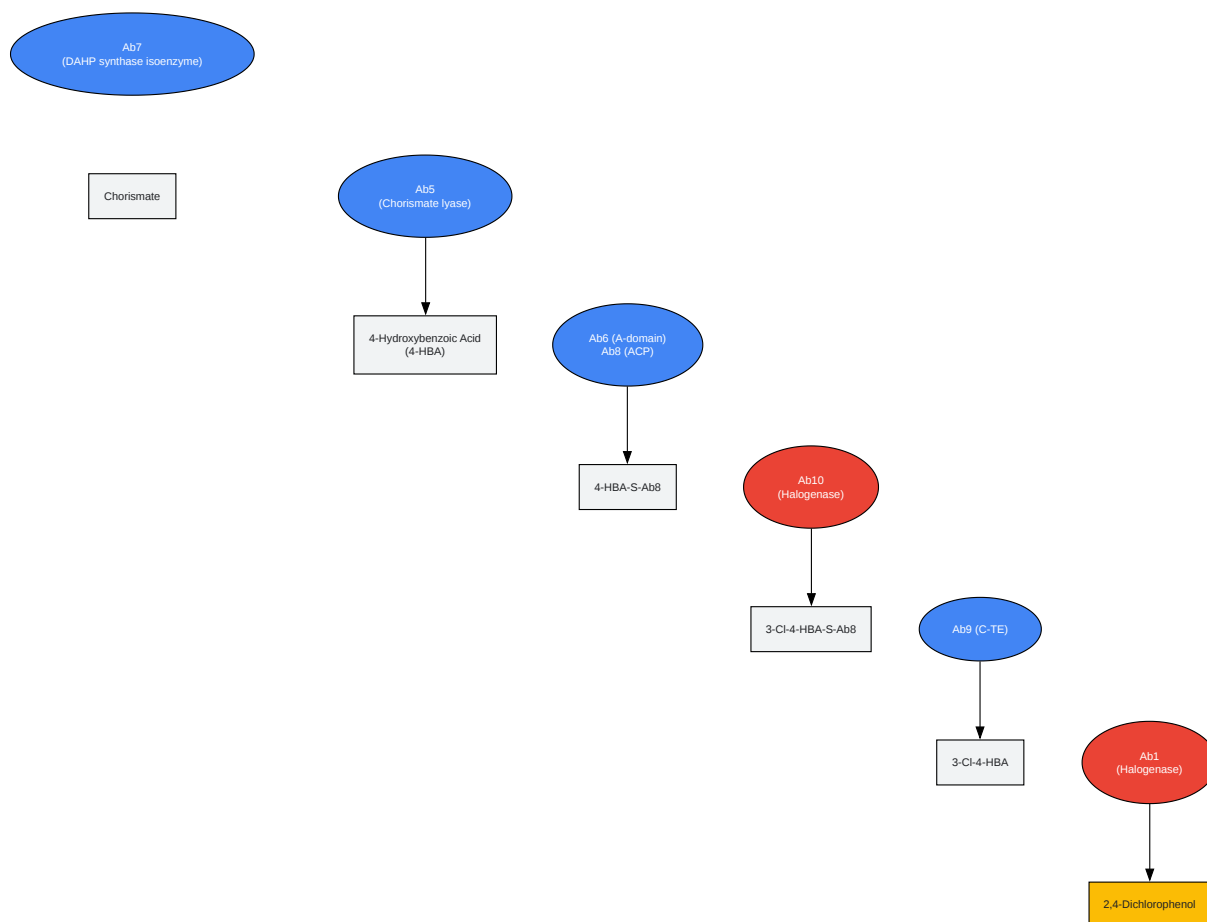 Ab7
(DAHP synthase isoenzyme)
Chorismate
Ab5
(Chorismate lyase)
4-Hydroxybenzoic Acid
(4-HBA)
Ab6 (A-domain)
Ab8 (ACP)
4-HBA-S-Ab8
Ab10
(Halogenase)
3-Cl-4-HBA-S-Ab8
Ab9 (C-TE)
3-Cl-4-HBA
Ab1
(Halogenase)
2,4-Dichlorophenol